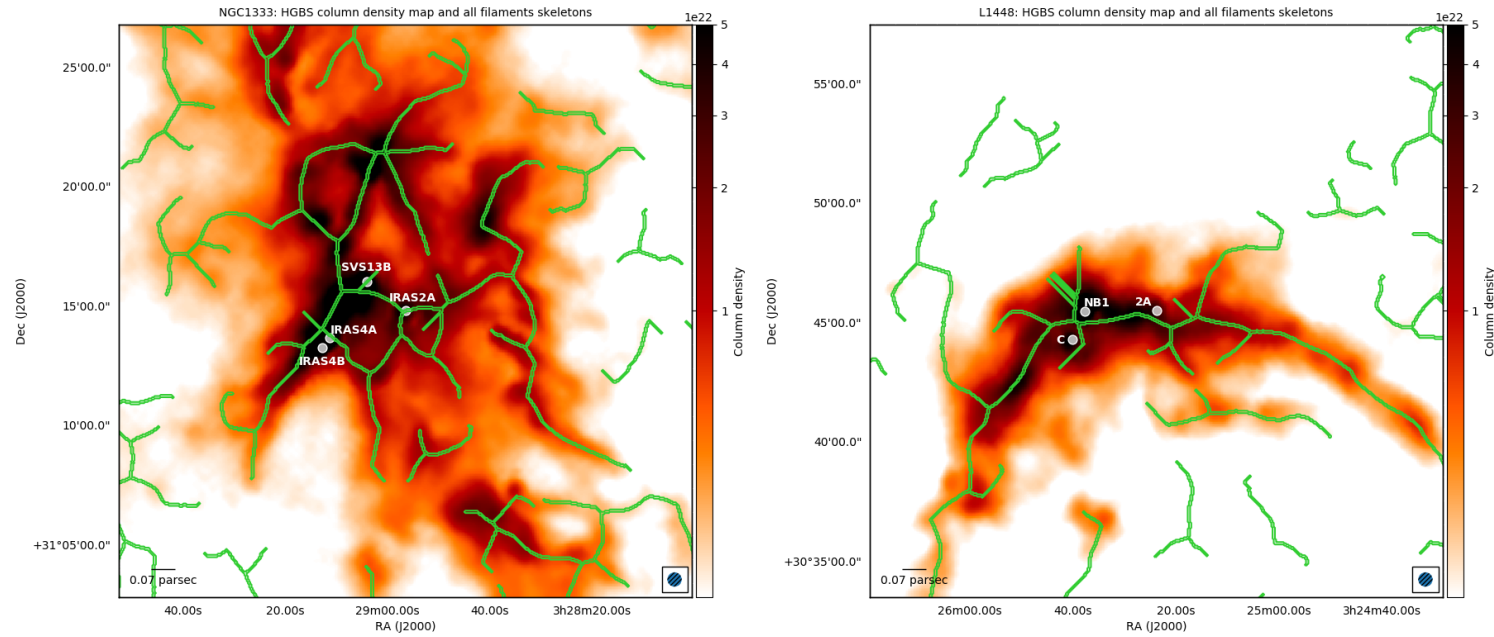 NGC1333: HGBS column density map and all filaments skeletons
1e22
25'00.0"
20'00.0"
15'00.0"
10'00.0"
+31°05'00.0"
Dec (J2000)
SVS13B
IRAS2A
IRAS4A
IRAS4B
0.07 parsec
40.00s
20.00s
29m00.00s
40.00s
3h28m20.00s
RA (J2000)
5
4
3
2
1
Column density
L1448: HGBS column density map and all filaments skeletons
1e22
55'00.0"
50'00.0"
45'00.0"
40'00.0"
+30°35'00.0"
Dec (J2000)
NB1
2A
C
0.07 parsec
26m00.00s
40.00s
20.00s
25m00.00s
3h24m40.00s
RA (J2000)
5
4
3
2
1
Column density